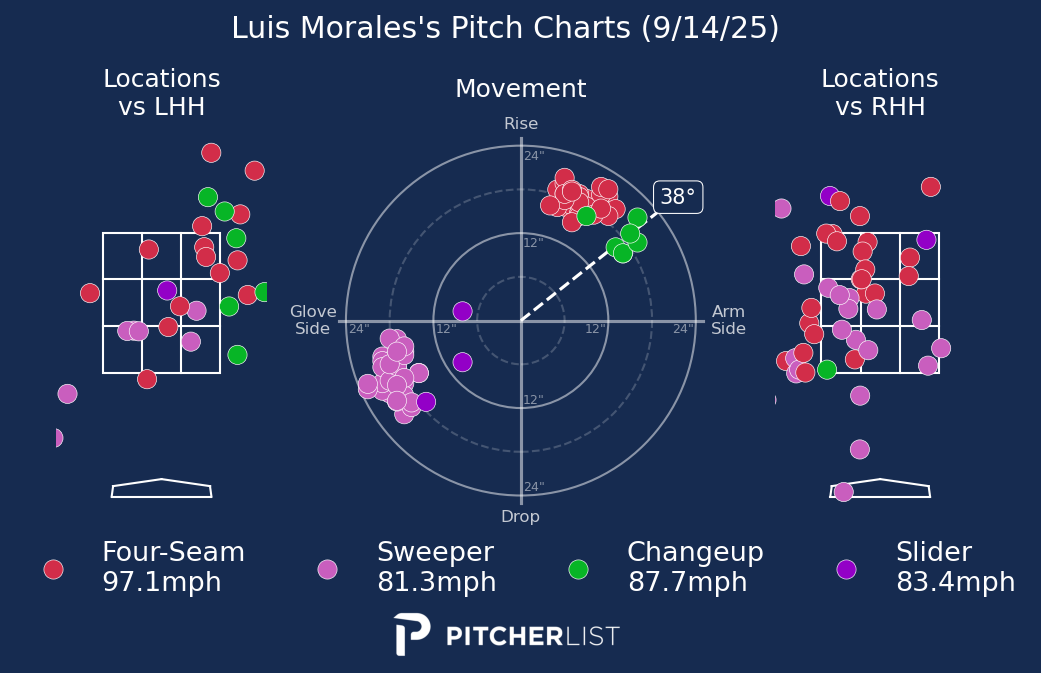 Luis Morales's Pitch Charts (9/14/25)
Locations
vs LHH
Movement
Locations
vs RHH
Rise
24"
38°
12"
Glove
Side
24"
12"
12"
24"
Arm
Side
12"
24"
Drop
Four-Seam
97.1mph
Sweeper
81.3mph
Changeup
87.7mph
Slider
83.4mph
PITCHERLIST